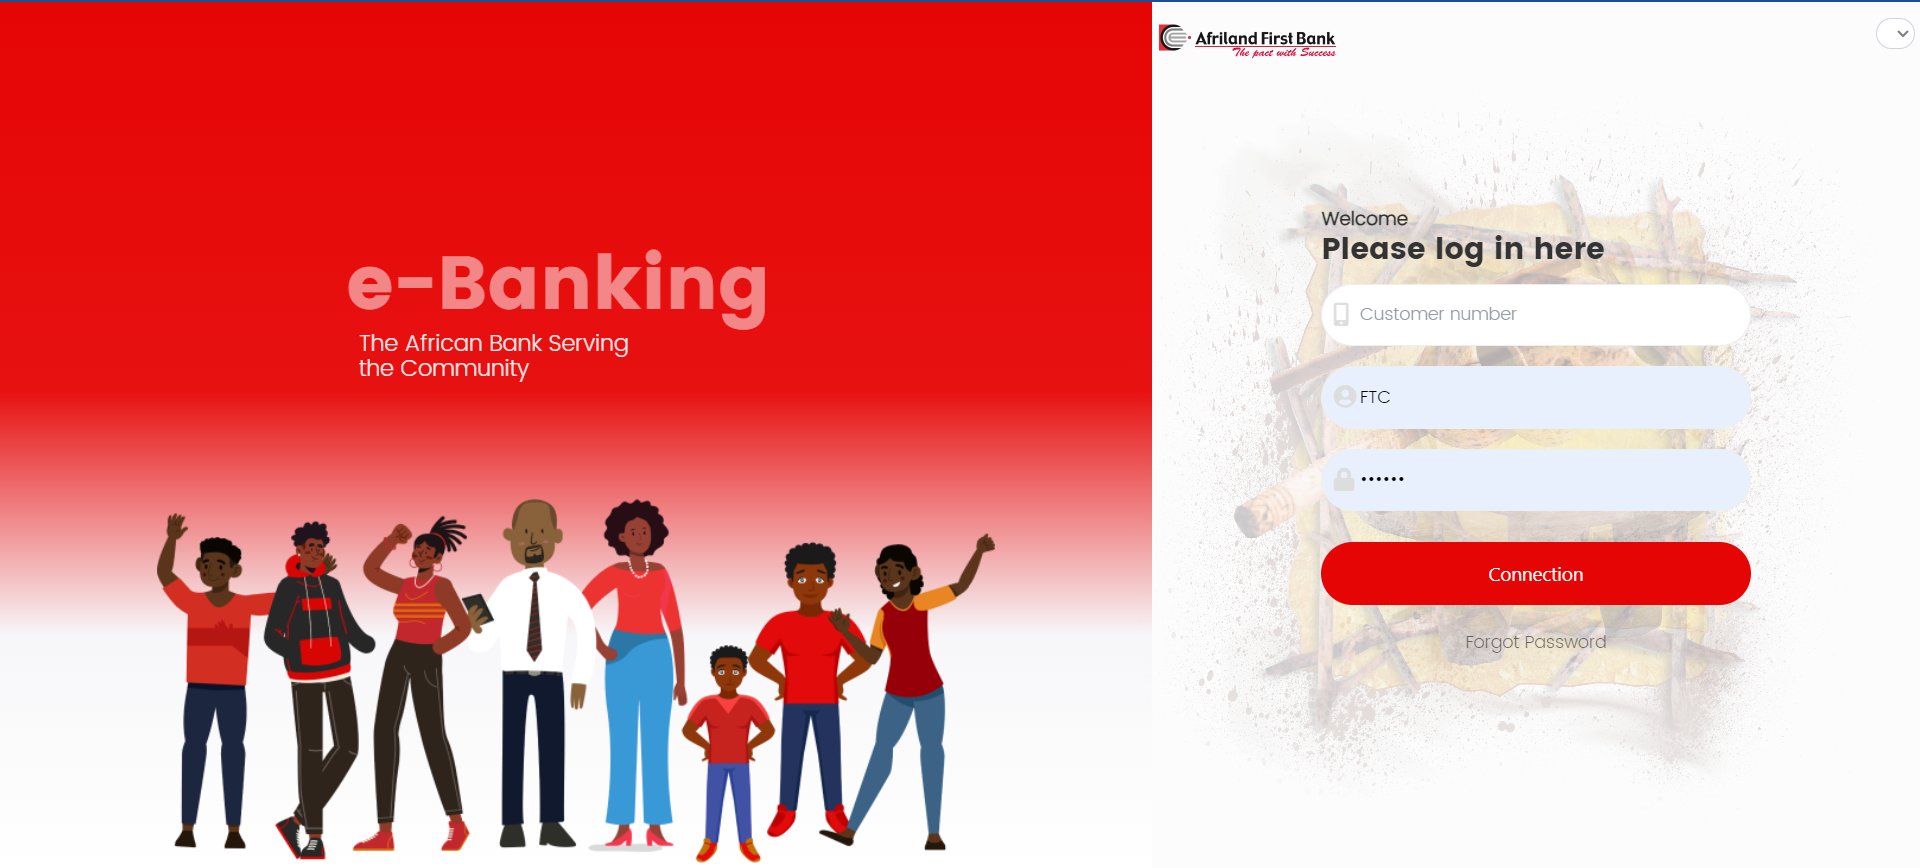 e-Banking
The African Bank Serving
the Community
Afriland First Bank
The pact with Success
Welcome
Please log in here
Customer number
FTC
••••••
Connection
Forgot Password